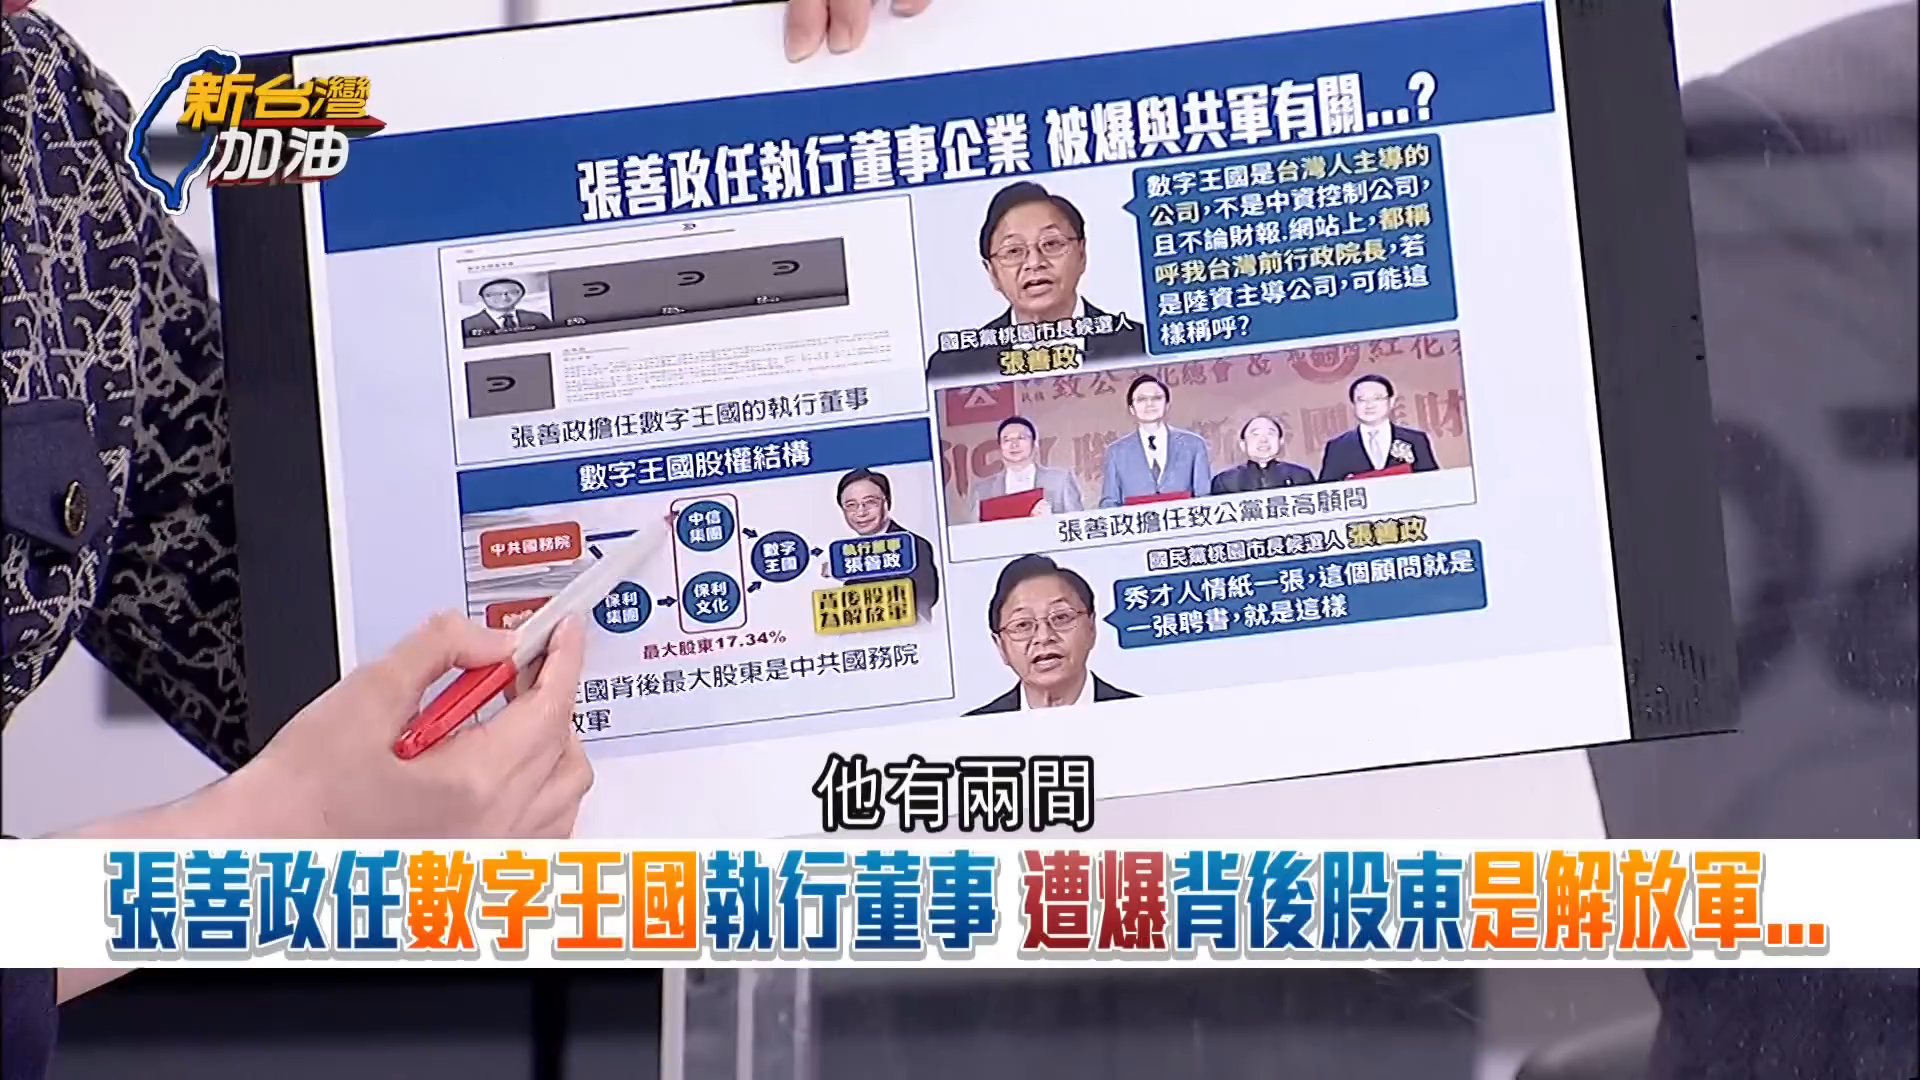 新台灣
加油
張善政任執行董事企業 被爆與共軍有關...?
張善政擔任數字王國的執行董事
數字王國是台灣人主導的
公司，不是中資控制公司，
且不論財報.網站上，都稱
呼我台灣前行政院長，若
是陸資主導公司，可能這
樣稱呼?
國民黨桃園市長候選人
張善政
數字王國股權結構
中共國務院
中信
集團
保利
集團
保利
文化
數字
王國
執行董事
張善政
背後股東
為解放軍
最大股東17.34%
王國背後最大股東是中共國務院
放軍
致公文化總會 &
張善政擔任致公黨最高顧問
國民黨桃園市長候選人 張善政
秀才人情紙一張，這個顧問就是
一張聘書，就是這樣
他有兩間
張善政任數字王國執行董事 遭爆背後股東是解放軍...